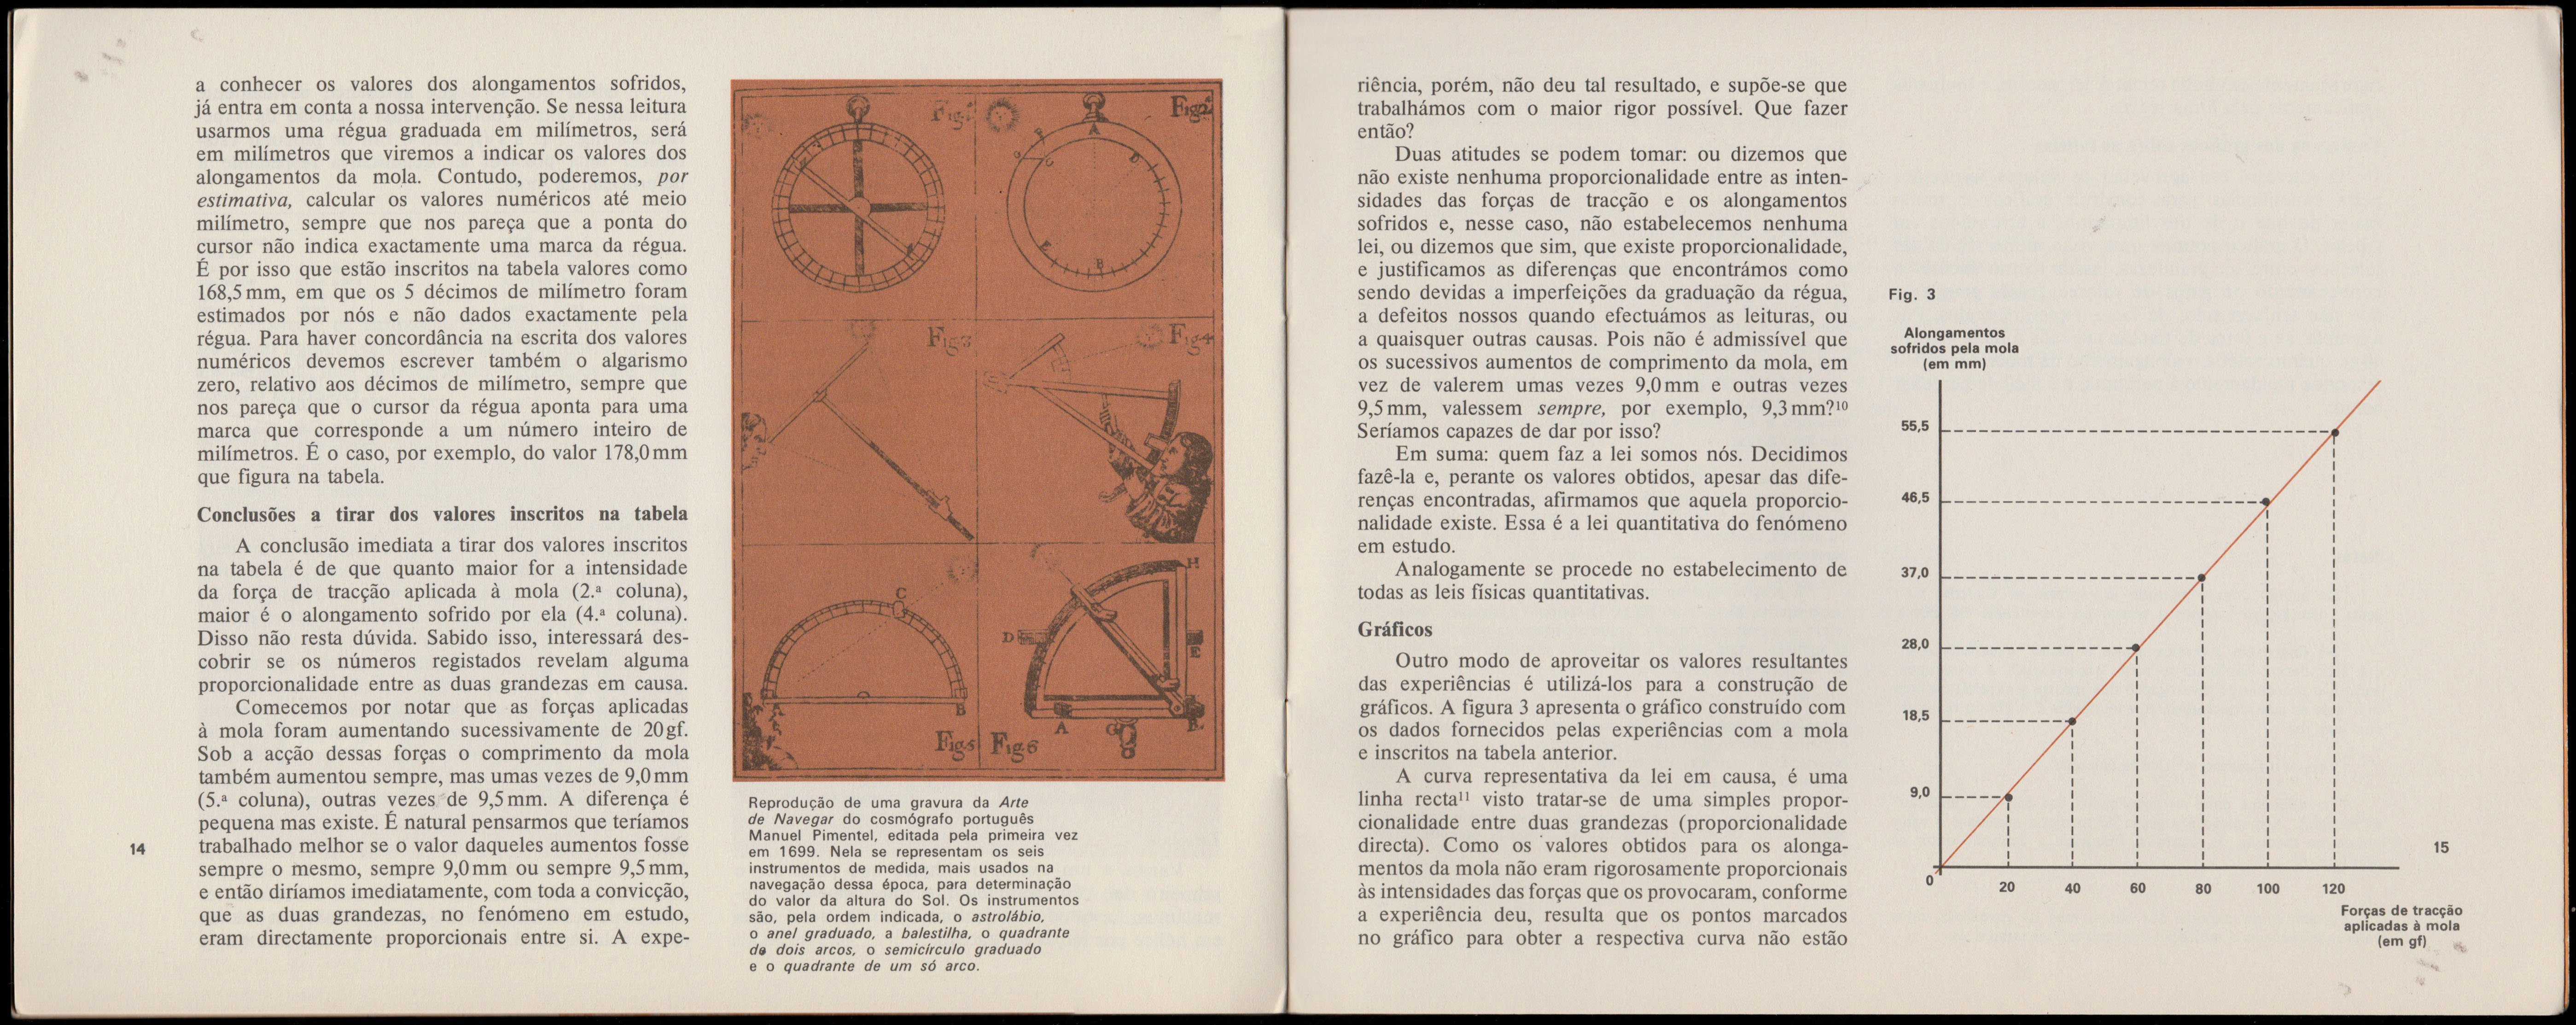 a conhecer os valores dos alongamentos sofridos,
já entra em conta a nossa intervenção. Se nessa leitura
usarmos uma régua graduada em milímetros, será
em milímetros que viremos a indicar os valores dos
alongamentos da mola. Contudo, poderemos, por
estimativa, calcular os valores numéricos até meio
milímetro, sempre que nos pareça que a ponta do
cursor não indica exactamente uma marca da régua.
É por isso que estão inscritos na tabela valores como
168,5 mm, em que os 5 décimos de milímetro foram
estimados por nós e não dados exactamente pela
régua. Para haver concordância na escrita dos valores
numéricos devemos escrever também o algarismo
zero, relativo aos décimos de milímetro, sempre que
nos pareça que o cursor da régua aponta para uma
marca que corresponde a um número inteiro de
milímetros. É o caso, por exemplo, do valor 178,0 mm
que figura na tabela.
Conclusões a tirar dos valores inscritos na tabela
A conclusão imediata a tirar dos valores inscritos
na tabela é de que quanto maior for a intensidade
da força de tracção aplicada à mola (2.ª coluna),
maior é o alongamento sofrido por ela (4.ª coluna).
Disso não resta dúvida. Sabido isso, interessará des-
cobrir se os números registados revelam alguma
proporcionalidade entre as duas grandezas em causa.
Comecemos por notar que as forças aplicadas
à mola foram aumentando sucessivamente de 20 gf.
Sob a acção dessas forças o comprimento da mola
também aumentou sempre, mas umas vezes de 9,0 mm
(5.ª coluna), outras vezes de 9,5 mm. A diferença é
pequena mas existe. É natural pensarmos que teríamos
trabalhado melhor se o valor daqueles aumentos fosse
sempre o mesmo, sempre 9,0 mm ou sempre 9,5 mm,
e então diríamos imediatamente, com toda a convicção,
que as duas grandezas, no fenómeno em estudo,
eram directamente proporcionais entre si. A expe-
14
Fig2
A
B
D
E
C
Fig3
Fig4
C
A
B
Fig5
Fig6
H
D
E
A
G
Reprodução de uma gravura da Arte
de Navegar do cosmógrafo português
Manuel Pimentel, editada pela primeira vez
em 1699. Nela se representam os seis
instrumentos de medida, mais usados na
navegação dessa época, para determinação
do valor da altura do Sol. Os instrumentos
são, pela ordem indicada, o astrolábio,
o anel graduado, a balestilha, o quadrante
de dois arcos, o semicírculo graduado
e o quadrante de um só arco.
riência, porém, não deu tal resultado, e supõe-se que
trabalhámos com o maior rigor possível. Que fazer
então?
Duas atitudes se podem tomar: ou dizemos que
não existe nenhuma proporcionalidade entre as inten-
sidades das forças de tracção e os alongamentos
sofridos e, nesse caso, não estabelecemos nenhuma
lei, ou dizemos que sim, que existe proporcionalidade,
e justificamos as diferenças que encontrámos como
sendo devidas a imperfeições da graduação da régua,
a defeitos nossos quando efectuámos as leituras, ou
a quaisquer outras causas. Pois não é admissível que
os sucessivos aumentos de comprimento da mola, em
vez de valerem umas vezes 9,0 mm e outras vezes
9,5 mm, valessem sempre, por exemplo, 9,3 mm?¹⁰
Seríamos capazes de dar por isso?
Em suma: quem faz a lei somos nós. Decidimos
fazê-la e, perante os valores obtidos, apesar das dife-
renças encontradas, afirmamos que aquela proporcio-
nalidade existe. Essa é a lei quantitativa do fenómeno
em estudo.
Analogamente se procede no estabelecimento de
todas as leis físicas quantitativas.
Gráficos
Outro modo de aproveitar os valores resultantes
das experiências é utilizá-los para a construção de
gráficos. A figura 3 apresenta o gráfico construído com
os dados fornecidos pelas experiências com a mola
e inscritos na tabela anterior.
A curva representativa da lei em causa, é uma
linha recta¹¹ visto tratar-se de uma simples propor-
cionalidade entre duas grandezas (proporcionalidade
directa). Como os valores obtidos para os alonga-
mentos da mola não eram rigorosamente proporcionais
às intensidades das forças que os provocaram, conforme
a experiência deu, resulta que os pontos marcados
no gráfico para obter a respectiva curva não estão
Fig. 3
Alongamentos
sofridos pela mola
(em mm)
55,5
46,5
37,0
28,0
18,5
9,0
0
20
40
60
80
100
120
Forças de tracção
aplicadas à mola
(em gf)
15